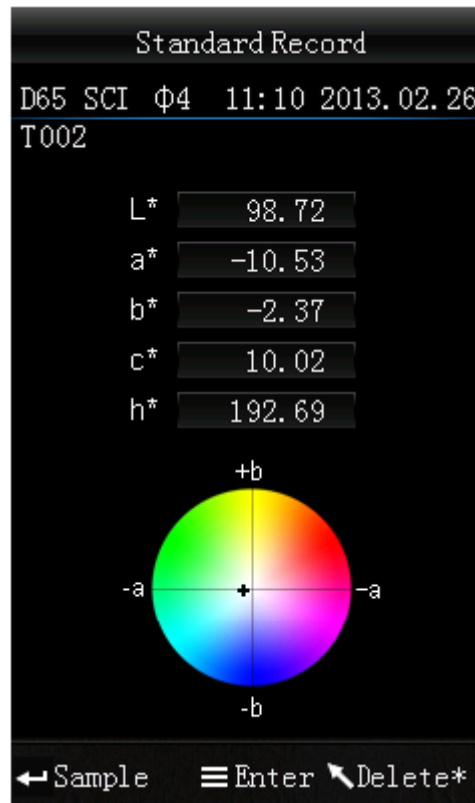 Standard Record
D65 SCI Φ4 11:10 2013.02.26
T002
L* 98.72
a* -10.53
b* -2.37
c* 10.02
h* 192.69
+b
-a -a
-b
Sample Enter Delete*